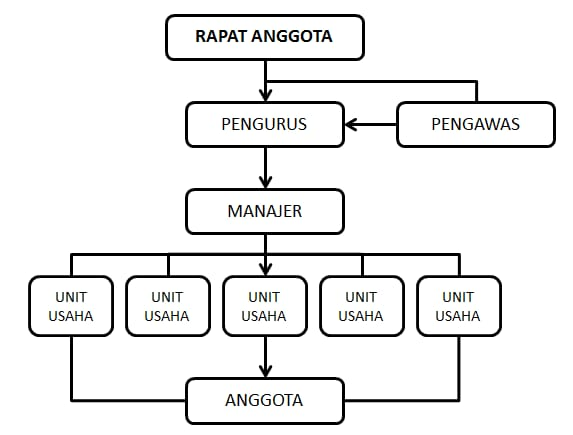 RAPAT ANGGOTA
PENGURUS
PENGAWAS
MANAJER
UNIT
USAHA
UNIT
USAHA
UNIT
USAHA
UNIT
USAHA
UNIT
USAHA
ANGGOTA